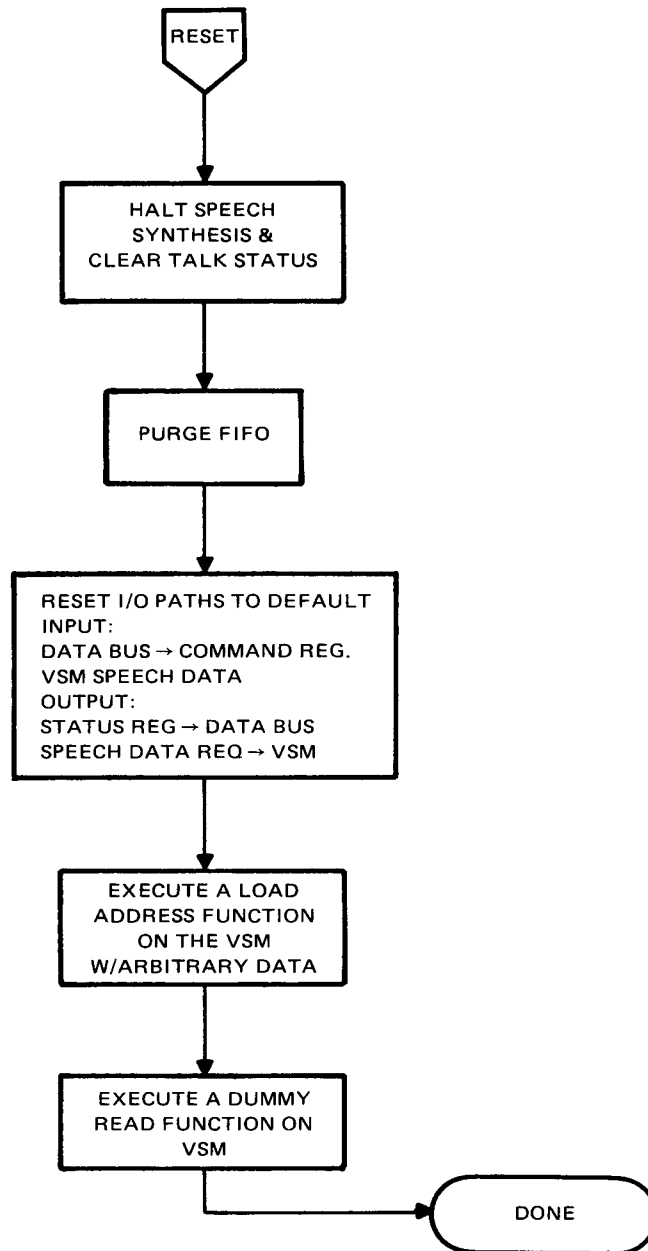 RESET
HALT SPEECH
SYNTHESIS &
CLEAR TALK STATUS
PURGE FIFO
RESET I/O PATHS TO DEFAULT
INPUT:
DATA BUS → COMMAND REG.
VSM SPEECH DATA
OUTPUT:
STATUS REG → DATA BUS
SPEECH DATA REQ → VSM
EXECUTE A LOAD
ADDRESS FUNCTION
ON THE VSM
W/ARBITRARY DATA
EXECUTE A DUMMY
READ FUNCTION ON
VSM
DONE